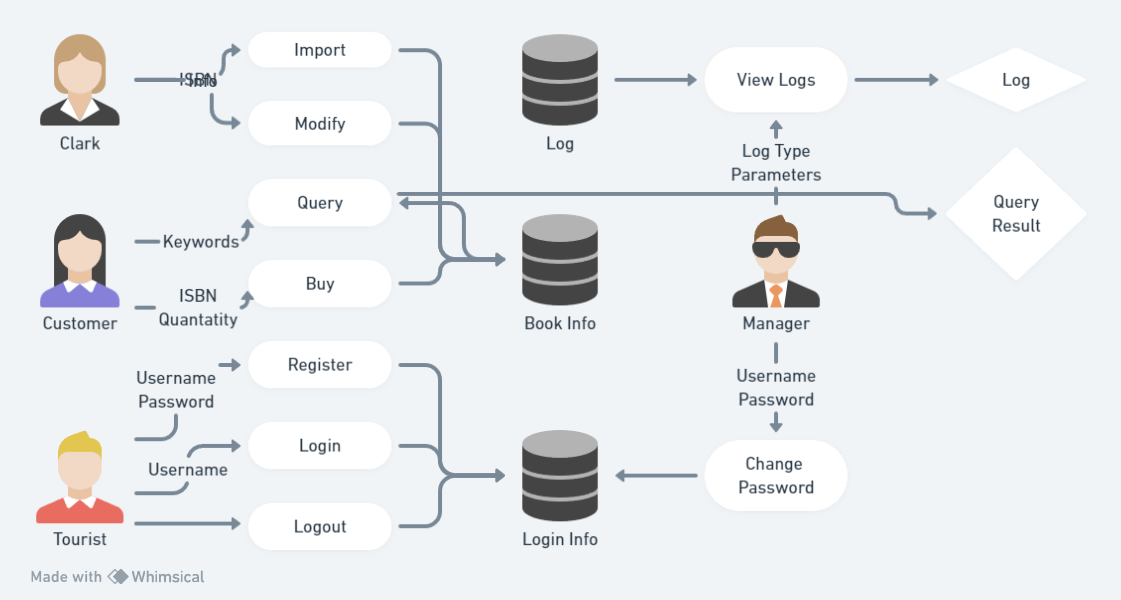 Import
ISBN
Info
Modify
Clark
Log
View Logs
Log
Log Type
Parameters
Query
Query
Result
Keywords
Buy
ISBN
Quantatity
Customer
Book Info
Manager
Register
Username
Password
Username
Password
Login
Username
Change
Password
Logout
Tourist
Login Info
Made with Whimsical